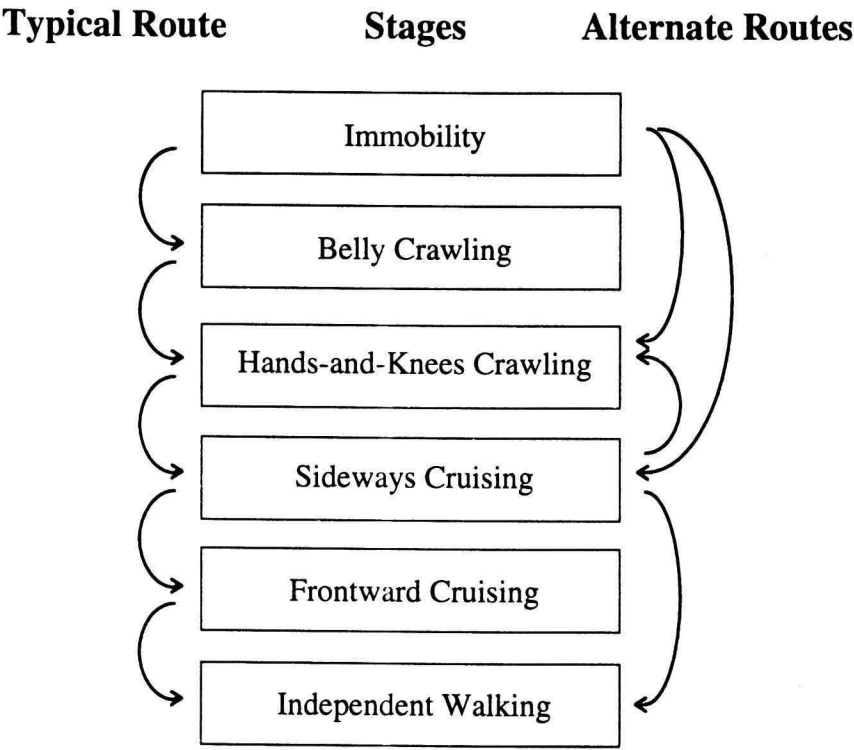 Typical Route Stages Alternate Routes
Immobility
Belly Crawling
Hands-and-Knees Crawling
Sideways Cruising
Frontward Cruising
Independent Walking